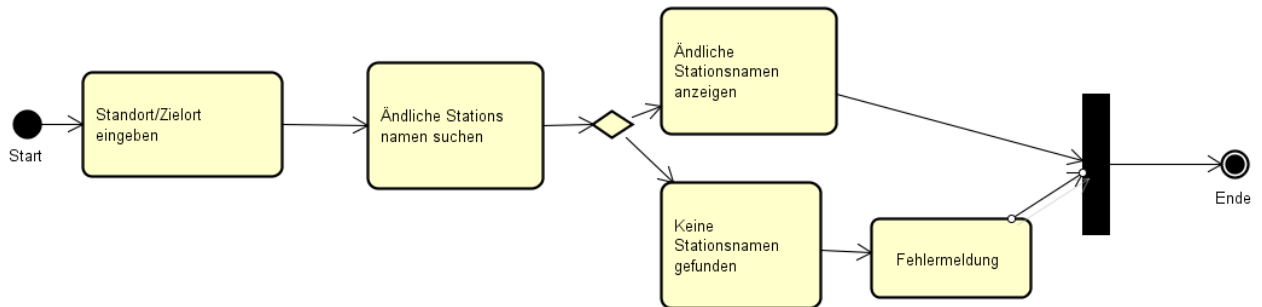 Start
Standort/Zielort
eingeben
Ändliche Stations
namen suchen
Ändliche
Stationsnamen
anzeigen
Keine
Stationsnamen
gefunden
Fehlermeldung
Ende